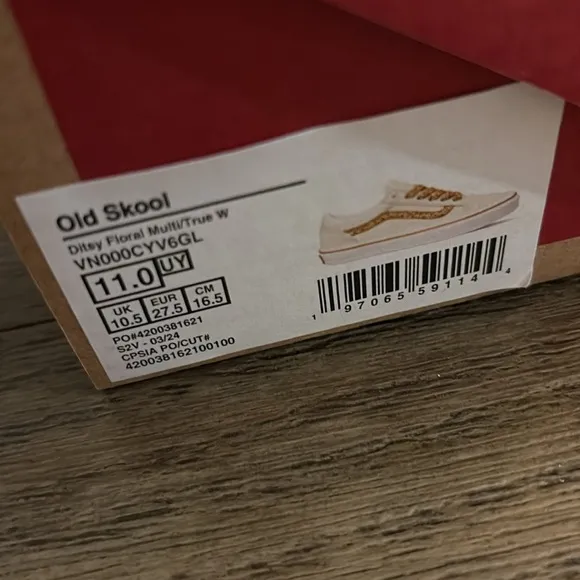 Old Skool
Ditsy Floral Multi/True W
VN000CYV6GL
11.0 UY
UK EUR CM
10.5 27.5 16.5
PO#4200381621
S2V - 03/24
CPSIA PO/CUT#
420038162100100
1 97065 59114 4